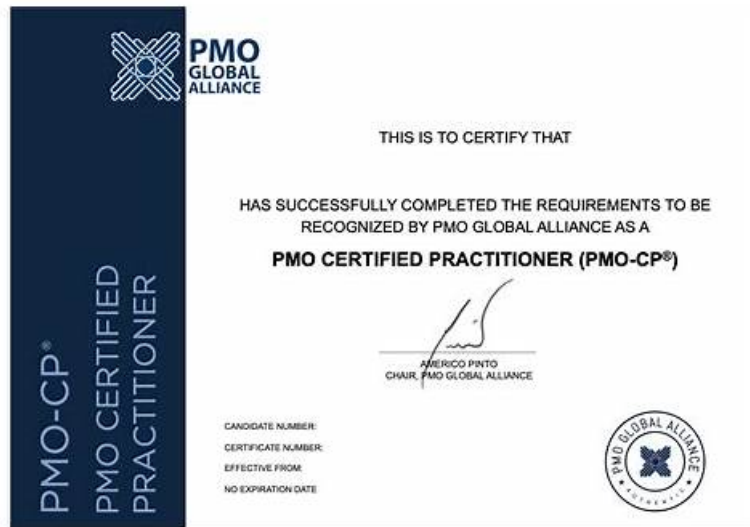 PMO
GLOBAL
ALLIANCE
THIS IS TO CERTIFY THAT
HAS SUCCESSFULLY COMPLETED THE REQUIREMENTS TO BE
RECOGNIZED BY PMO GLOBAL ALLIANCE AS A
PMO CERTIFIED PRACTITIONER (PMO-CP®)
AMERICO PINTO
CHAIR, PMO GLOBAL ALLIANCE
CANDIDATE NUMBER:
CERTIFICATE NUMBER:
EFFECTIVE FROM:
NO EXPIRATION DATE
PMO-CP®
PMO CERTIFIED
PRACTITIONER
PMO GLOBAL ALLIANCE
AUTHENTIC